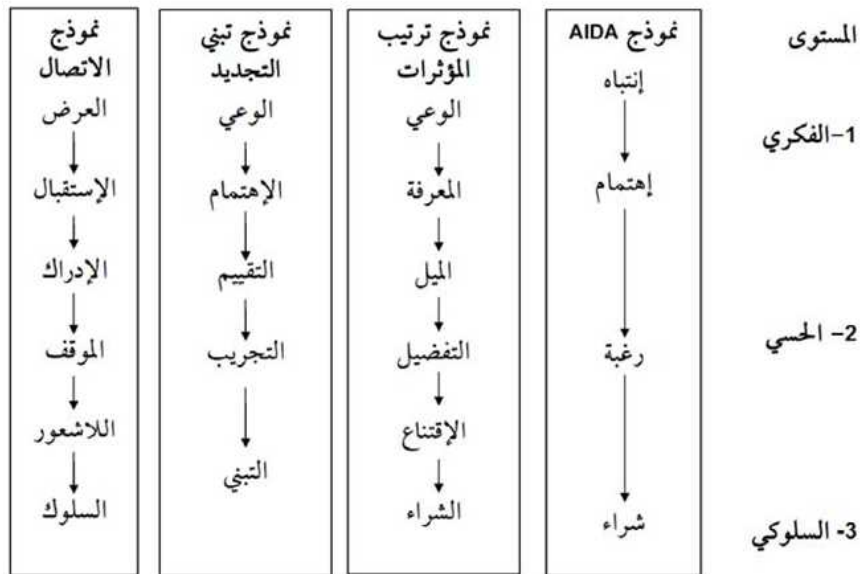 المستوى
1-الفكري
2- الحسي
3- السلوكي
نموذج AIDA
إنتباه
إهتمام
رغبة
شراء
نموذج ترتيب
المؤثرات
الوعي
المعرفة
الميل
التفضيل
الإقتناع
الشراء
نموذج تبني
التجديد
الوعي
الإهتمام
التقييم
التجريب
التبني
نموذج
الاتصال
العرض
الإستقبال
الإدراك
الموقف
اللاشعور
السلوك